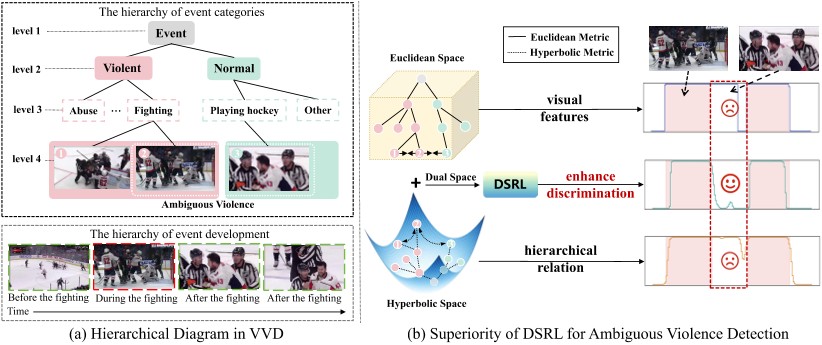 The hierarchy of event categories
level 1
Event
level 2
Violent
Normal
level 3
Abuse
...
Fighting
Playing hockey
Other
level 4
Ambiguous Violence
The hierarchy of event development
Before the fighting
During the fighting
After the fighting
After the fighting
Time
(a) Hierarchical Diagram in VVD
Euclidean Metric
Hyperbolic Metric
Euclidean Space
visual
features
+
Dual Space
DSRL
enhance
discrimination
hierarchical
relation
Hyperbolic Space
(b) Superiority of DSRL for Ambiguous Violence Detection